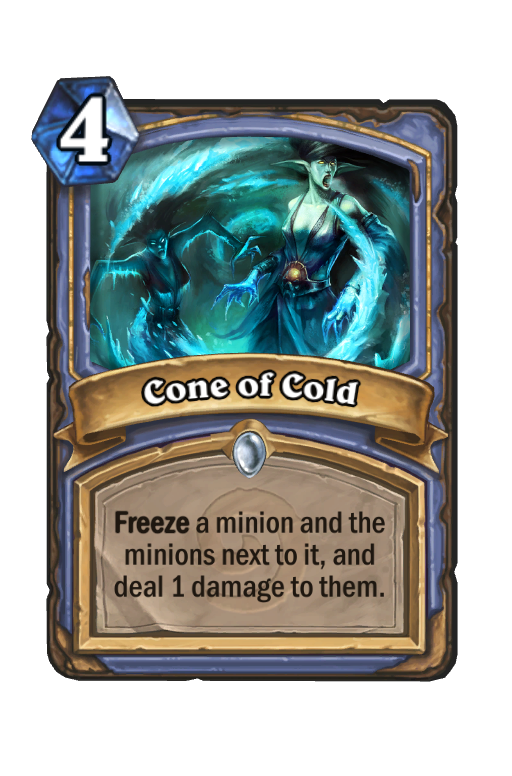 4
Cone of Cold
Freeze a minion and the
minions next to it, and
deal 1 damage to them.